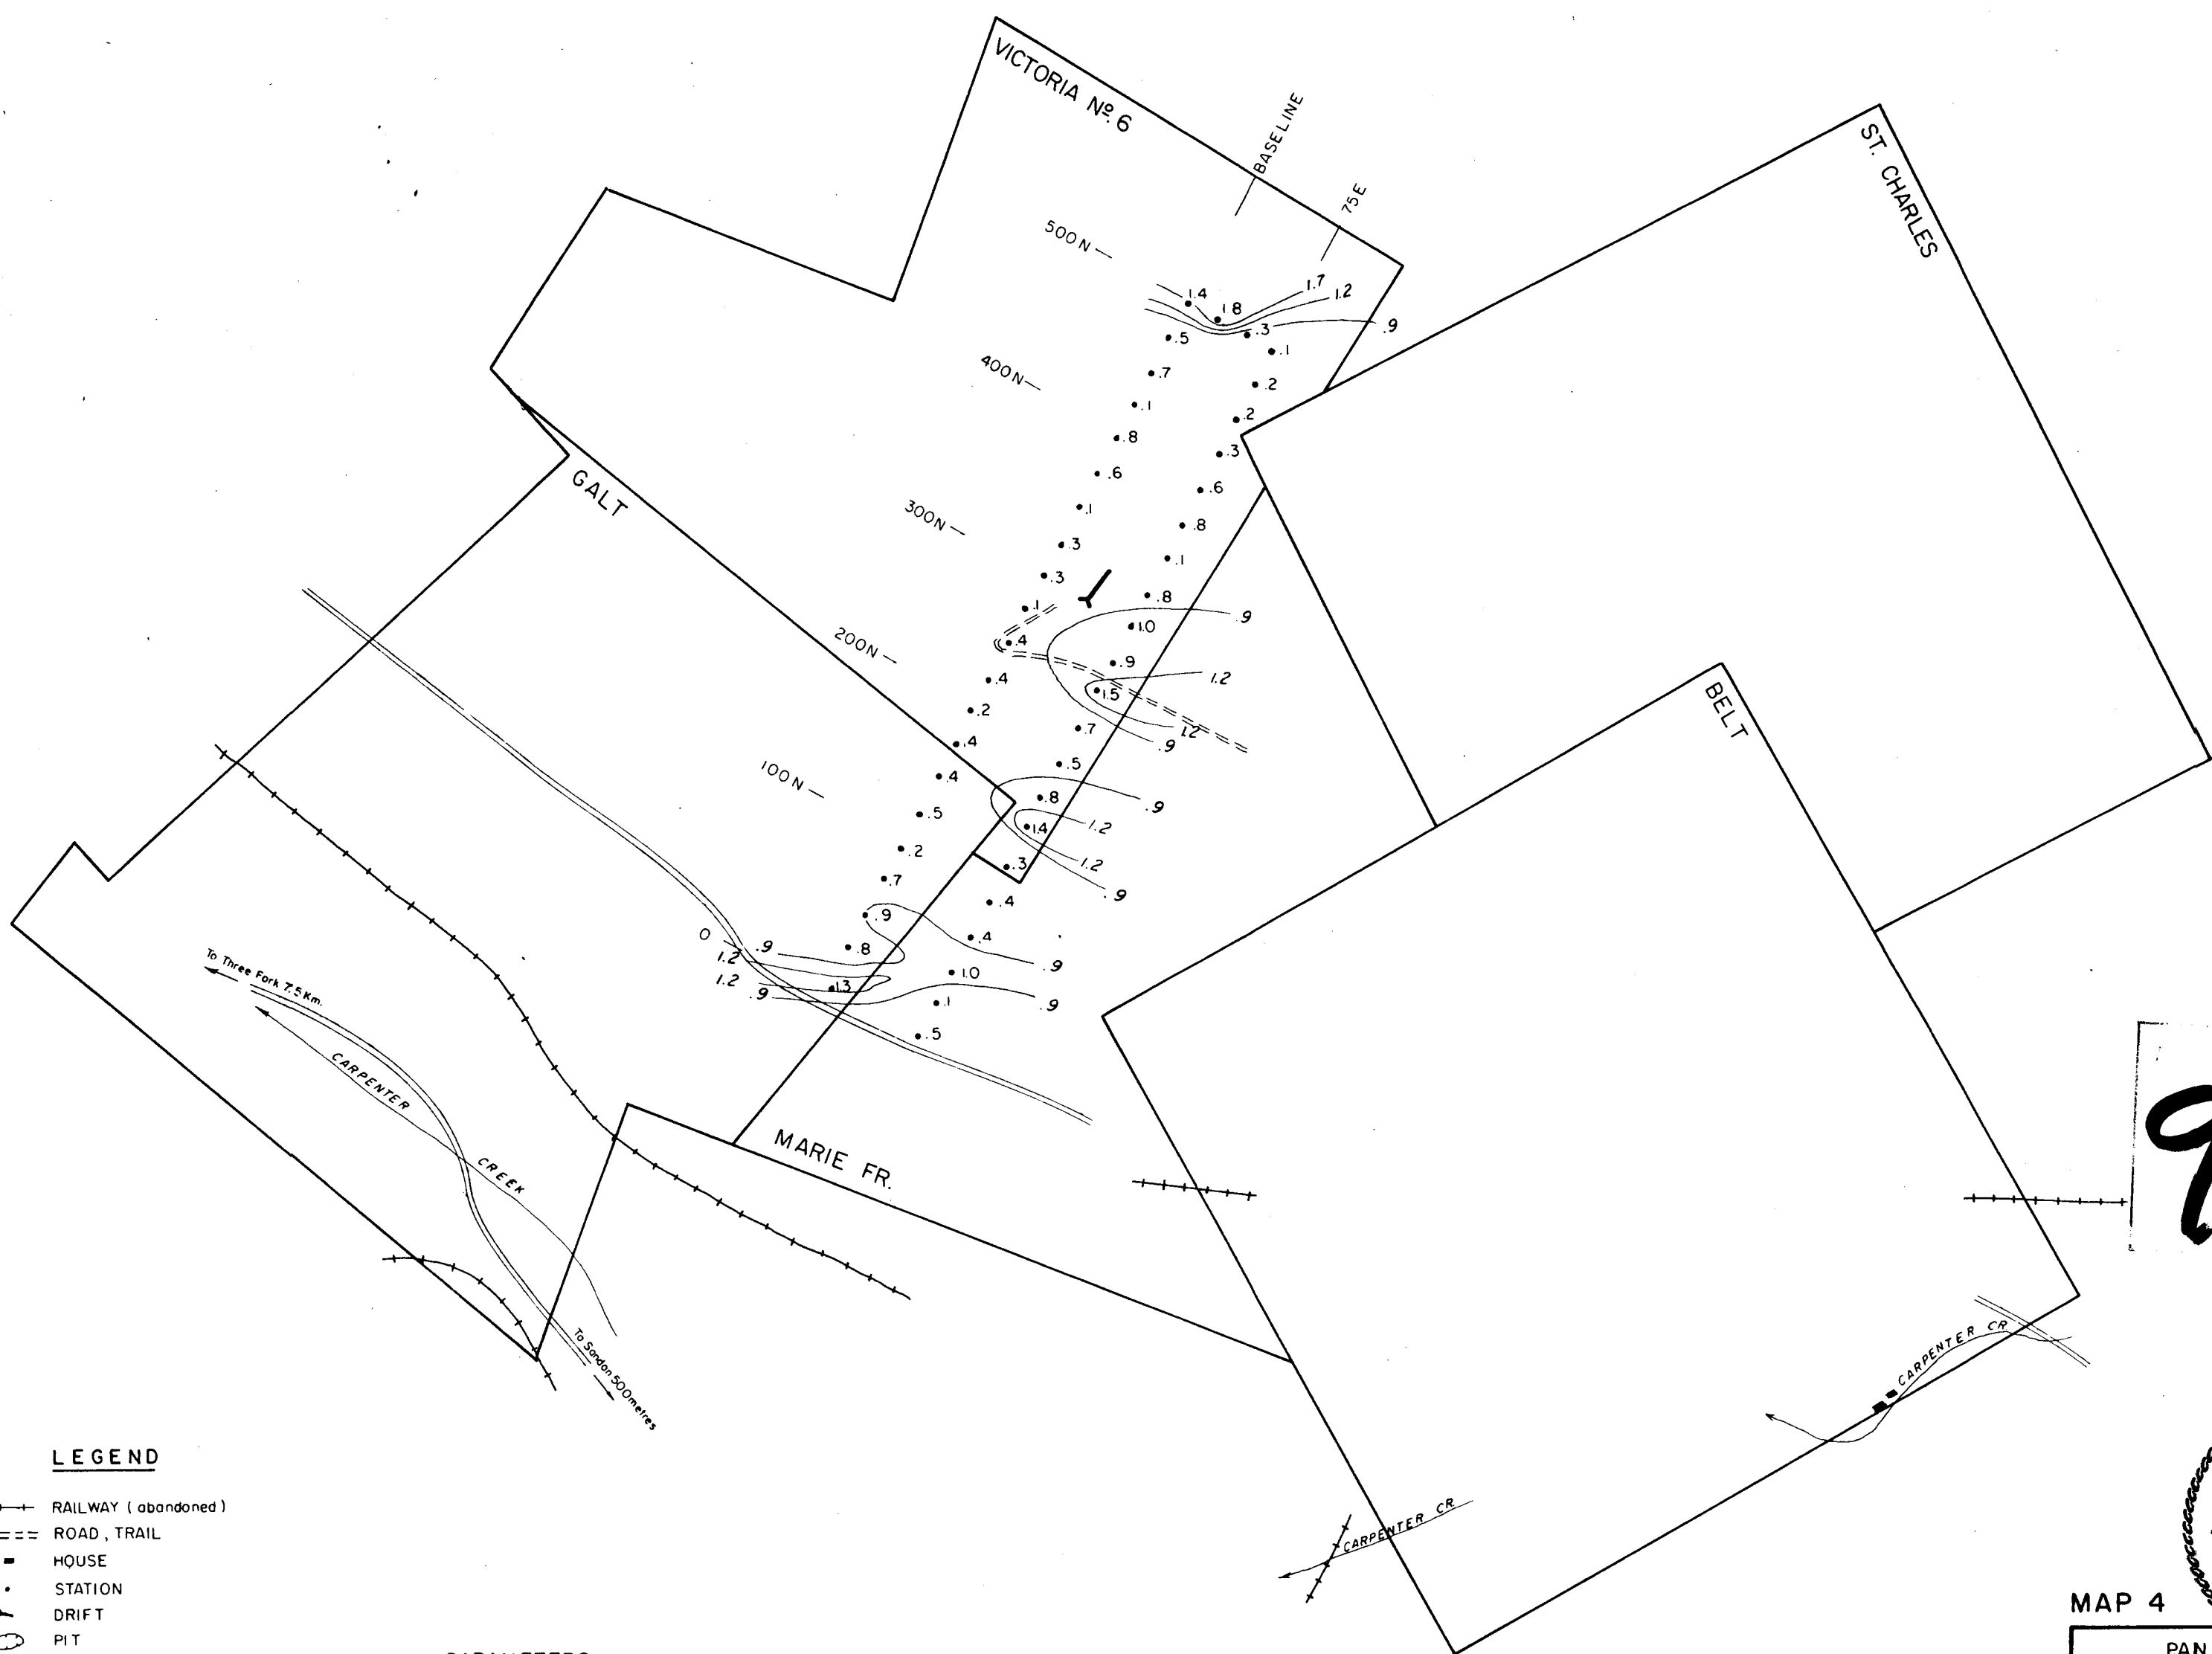 VICTORIA Nº. 6
BASELINE
75E
ST. CHARLES
500N
1.4
1.8
1.7
1.2
.9
.5
.3
.1
400N
.7
.2
.1
.2
.8
.3
.6
.6
GALT
300N
.1
.8
.3
.1
.3
.8
.1
.9
1.0
200N
.4
.9
.4
1.2
1.5
.2
.7
1.2
.4
.9
BELT
100N
.4
.5
.8
.9
.5
1.4
1.2
.2
.3
1.2
.7
.9
.4
.9
0
.9
.8
.4
.9
1.2
1.0
1.2
1.3
.9
.1
.9
.5
To Three Fork 7.5 Km.
CARPENTER
CREEK
MARIE FR.
To Sandon 500metres
CARPENTER CR
CARPENTER CR.
LEGEND
RAILWAY (abandoned)
ROAD, TRAIL
HOUSE
STATION
DRIFT
PIT
MAP 4